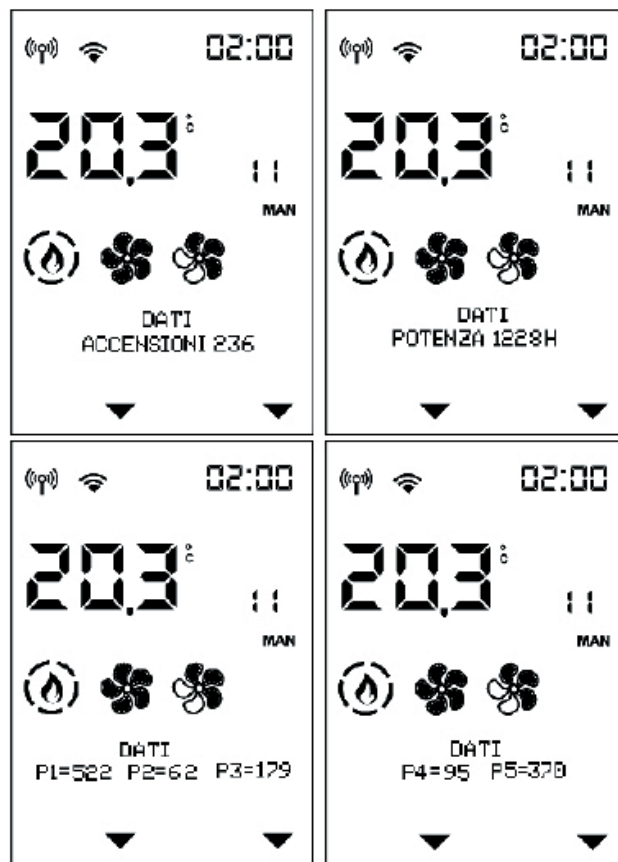 02:00
20,3 °C
11
MAN
DATI
ACCENSIONI 236
02:00
20,3 °C
11
MAN
DATI
POTENZA 1228H
02:00
20,3 °C
11
MAN
DATI
P1=522 P2=62 P3=179
02:00
20,3 °C
11
MAN
DATI
P4=95 P5=370